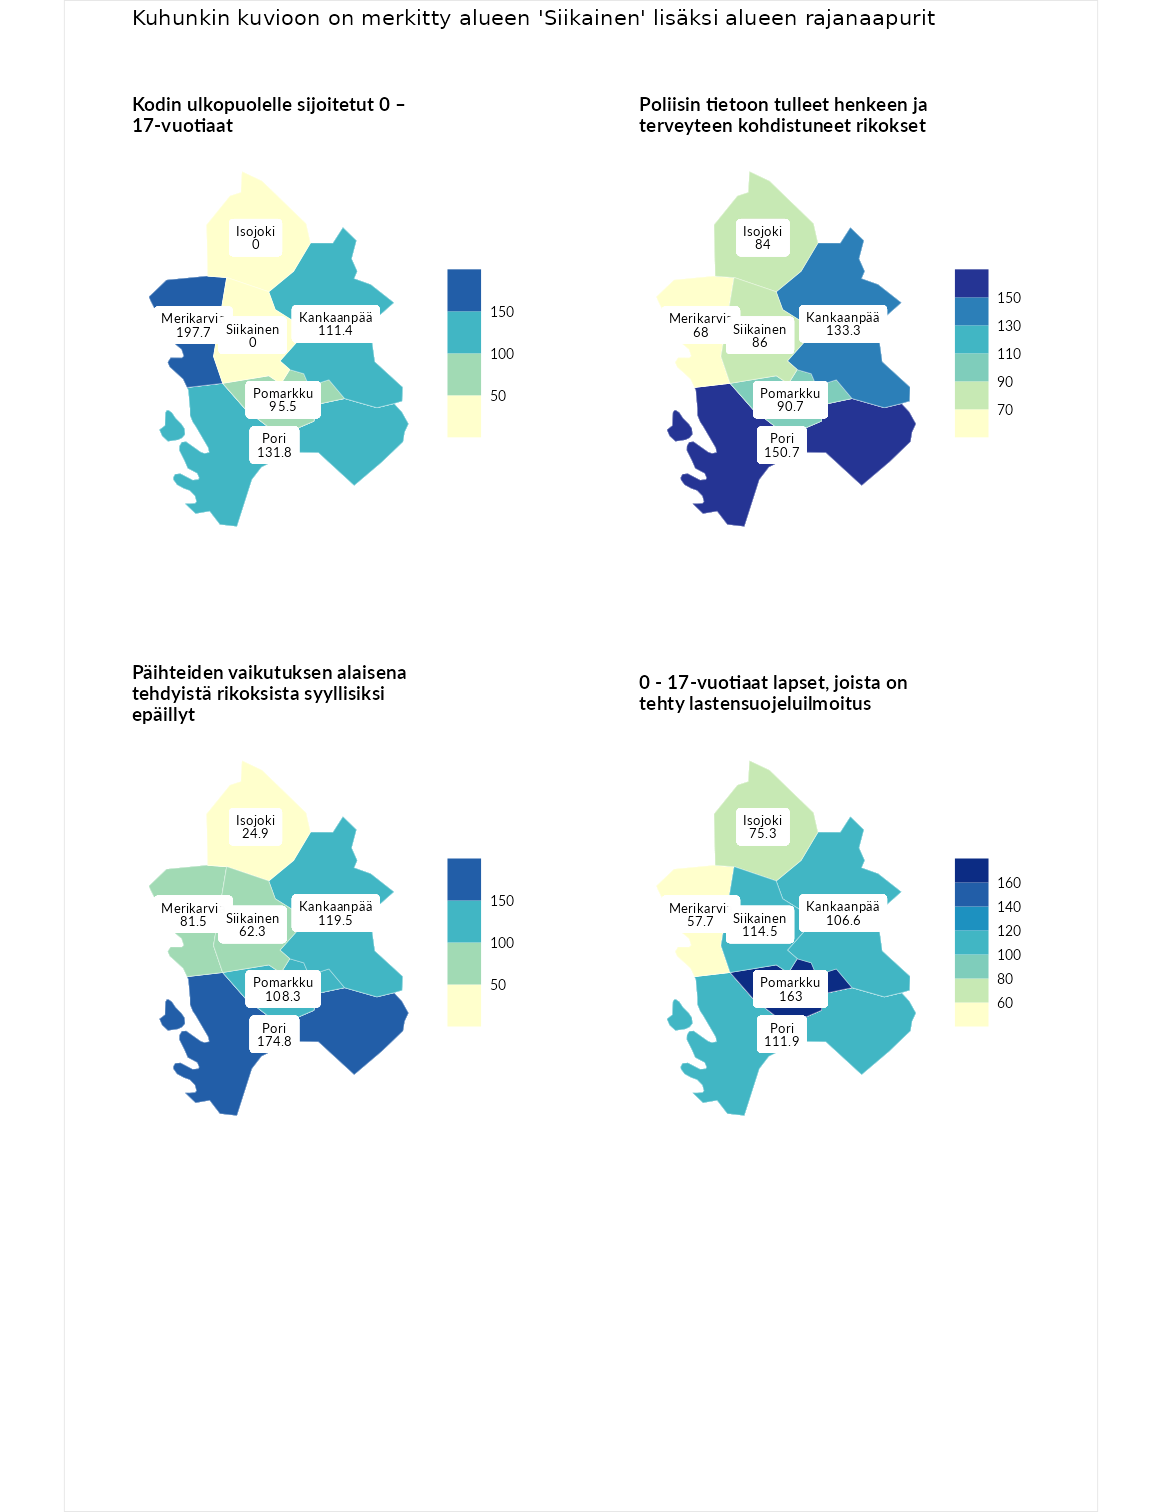 Kuhunkin kuvioon on merkitty alueen 'Siikainen' lisäksi alueen rajanaapurit
Kodin ulkopuolelle sijoitetut 0 –
17-vuotiaat
Isojoki
0
Merikarvia
197.7
Siikainen
0
Kankaanpää
111.4
Pomarkku
95.5
Pori
131.8
150
100
50
Poliisin tietoon tulleet henkeen ja
terveyteen kohdistuneet rikokset
Isojoki
84
Merikarvia
68
Siikainen
86
Kankaanpää
133.3
Pomarkku
90.7
Pori
150.7
150
130
110
90
70
Päihteiden vaikutuksen alaisena
tehdyistä rikoksista syyllisiksi
epäillyt
Isojoki
24.9
Merikarvi
81.5
Siikainen
62.3
Kankaanpää
119.5
Pomarkku
108.3
Pori
174.8
150
100
50
0 - 17-vuotiaat lapset, joista on
tehty lastensuojeluilmoitus
Isojoki
75.3
Merikarvi
57.7
Siikainen
114.5
Kankaanpää
106.6
Pomarkku
163
Pori
111.9
160
140
120
100
80
60